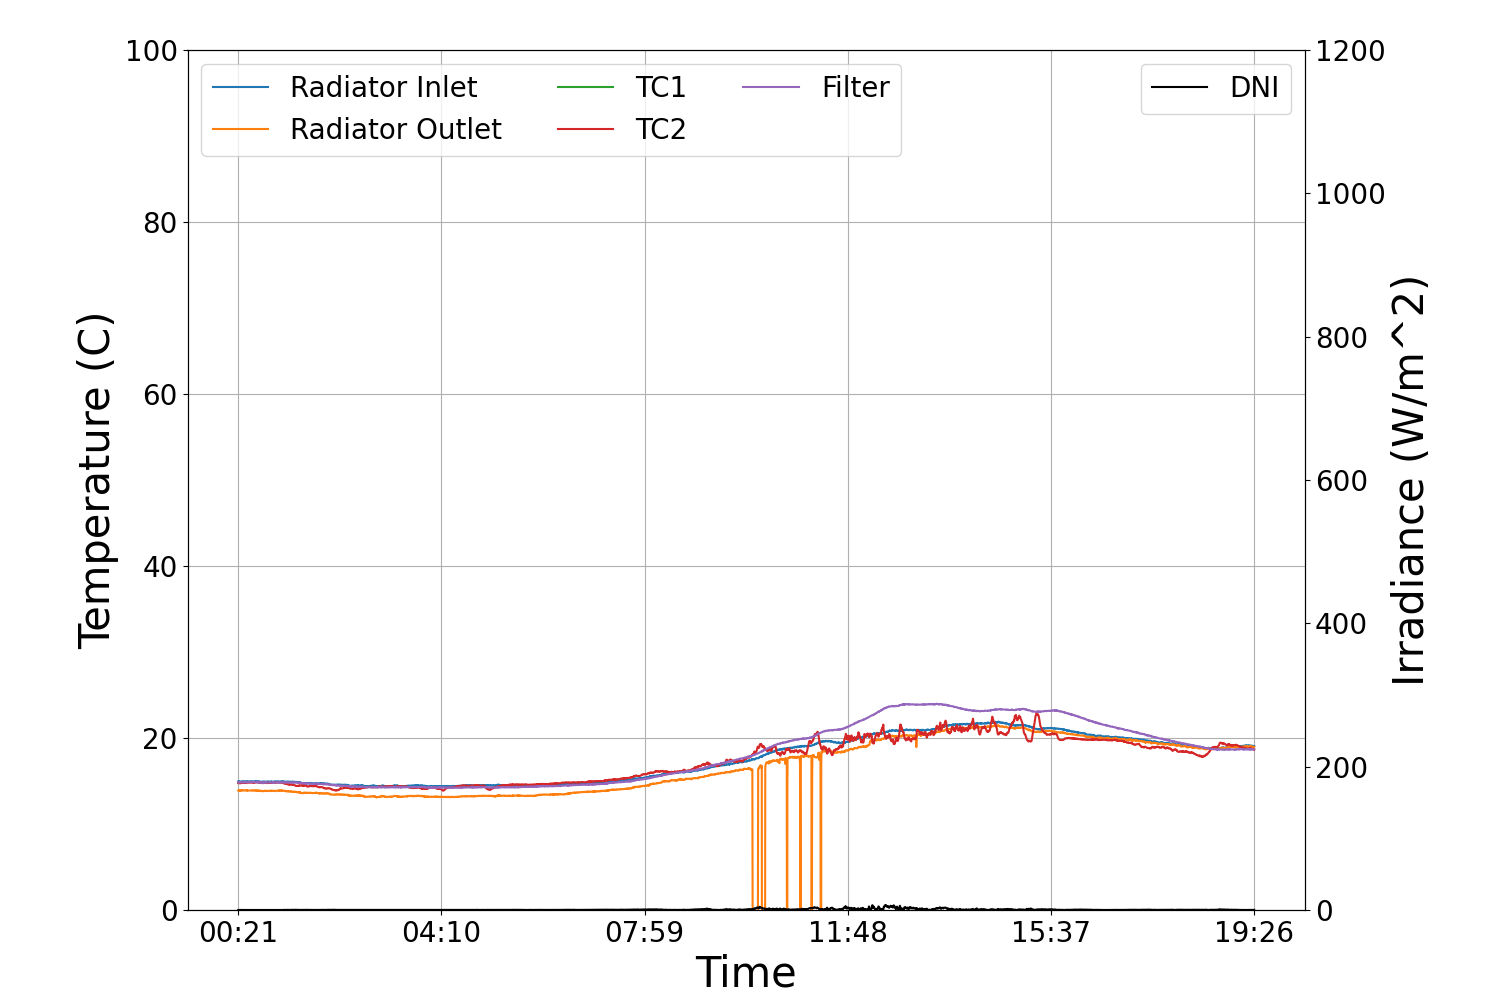 100
80
60
40
20
0
Temperature (C)
Radiator Inlet
Radiator Outlet
TC1
TC2
Filter
DNI
1200
1000
800
600
400
200
0
Irradiance (W/m^2)
00:21 04:10 07:59 11:48 15:37 19:26
Time